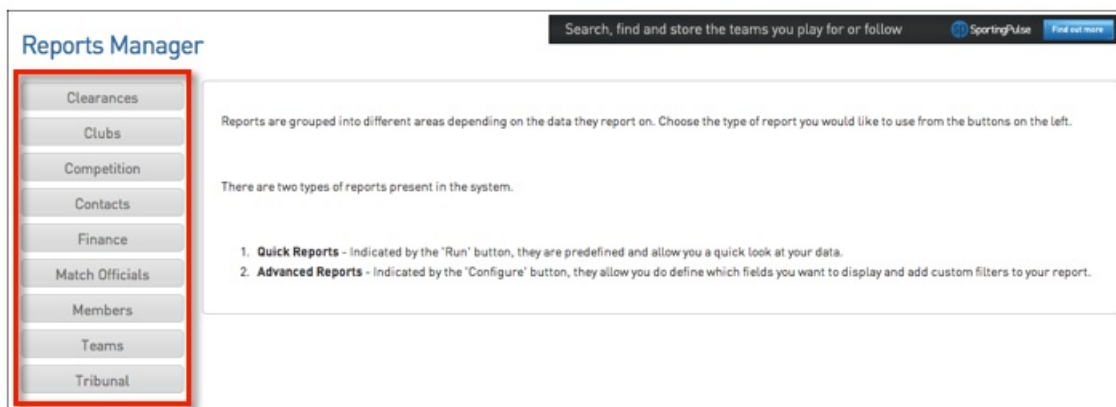 Search, find and store the teams you play for or follow
SportingPulse
Find out more
Reports Manager
Clearances
Clubs
Competition
Contacts
Finance
Match Officials
Members
Teams
Tribunal
Reports are grouped into different areas depending on the data they report on. Choose the type of report you would like to use from the buttons on the left.
There are two types of reports present in the system.
1. Quick Reports - Indicated by the 'Run' button, they are predefined and allow you a quick look at your data.
2. Advanced Reports - Indicated by the 'Configure' button, they allow you do define which fields you want to display and add custom filters to your report.